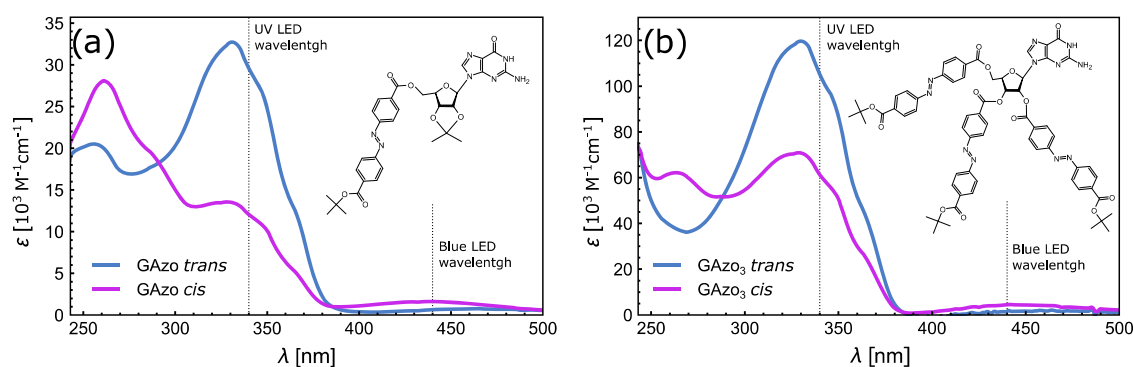 (a)
UV LED
wavelentgh
Blue LED
wavelentgh
GAzo trans
GAzo cis
ε [10³ M⁻¹cm⁻¹]
35
30
25
20
15
10
5
0
250 300 350 400 450 500
λ [nm]
O
N
NH
N
N
NH₂
O
O
O
O
O
N
N
O
O
(b)
UV LED
wavelentgh
Blue LED
wavelentgh
GAzo₃ trans
GAzo₃ cis
ε [10³ M⁻¹cm⁻¹]
120
100
80
60
40
20
0
250 300 350 400 450 500
λ [nm]
O
N
NH
N
N
NH₂
O
O
O
N
N
O
O
O
O
O
O
N
N
N
N
O
O
O
O